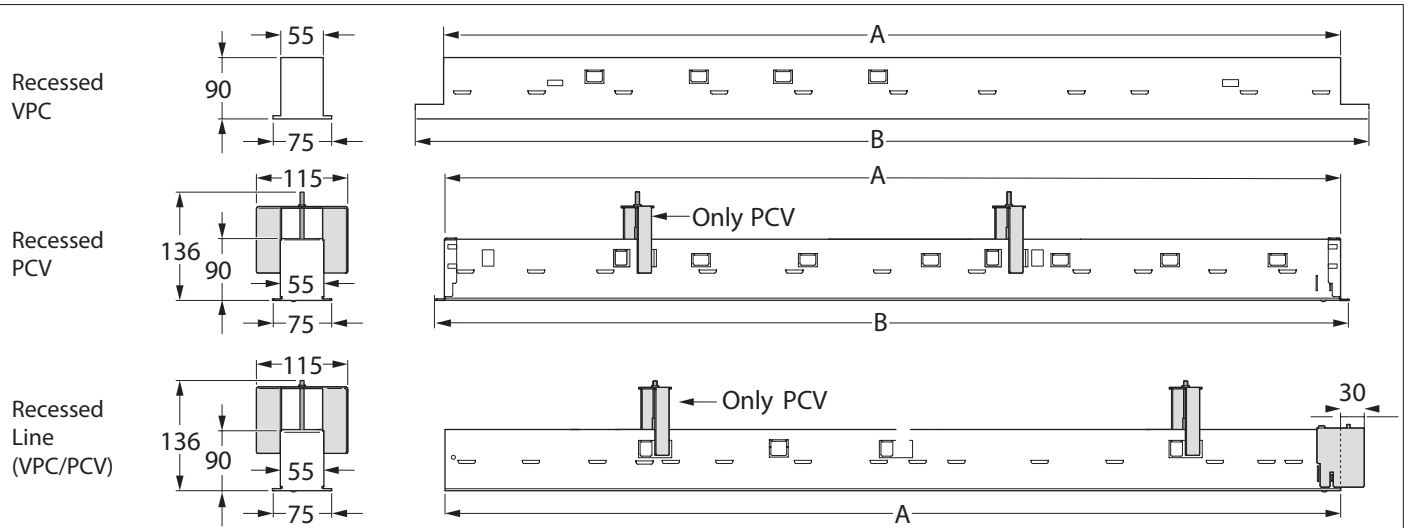 55
A
Recessed
VPC
90
75
B
115
A
Only PCV
Recessed
PCV
136
90
55
75
B
115
Only PCV
30
Recessed
Line
(VPC/PCV)
136
90
55
75
A